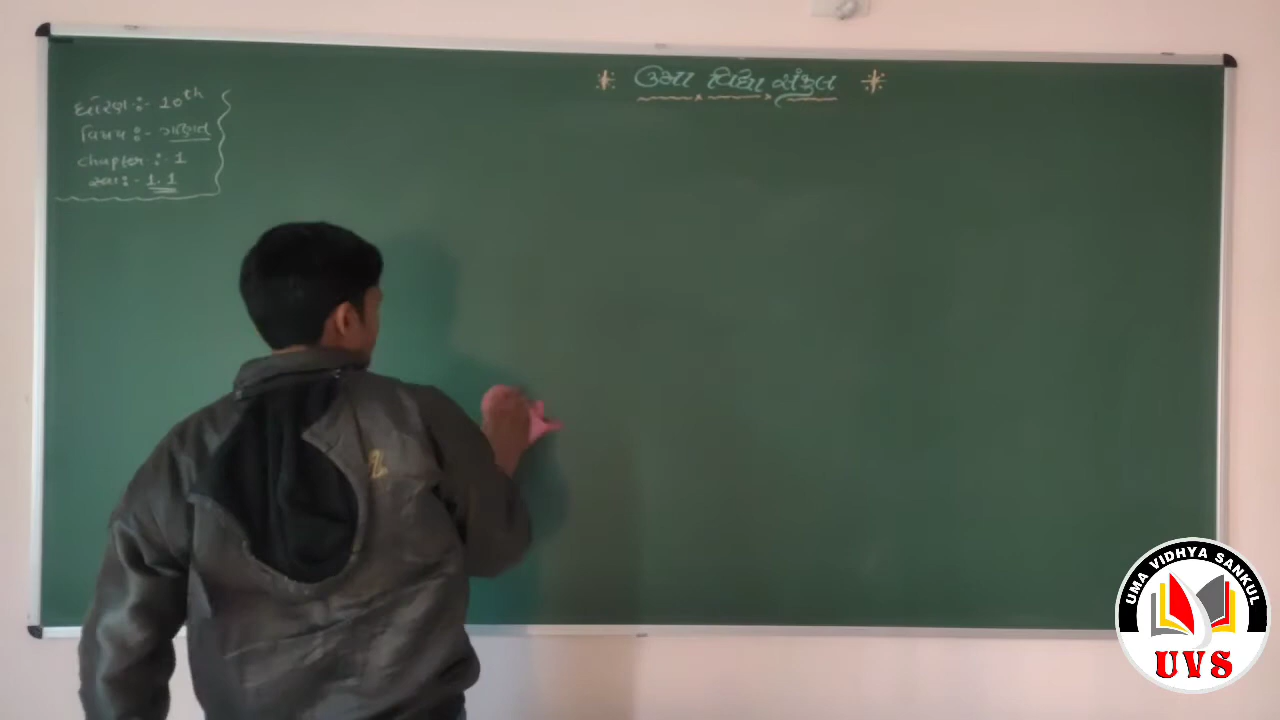 ઉમા વિદ્યા સંકુલ
ધોરણ :- 10th
વિષય :- ગણિત
chapter :- 1
સ્વા :- 1.1
UMA VIDHYA SANKUL
UVS